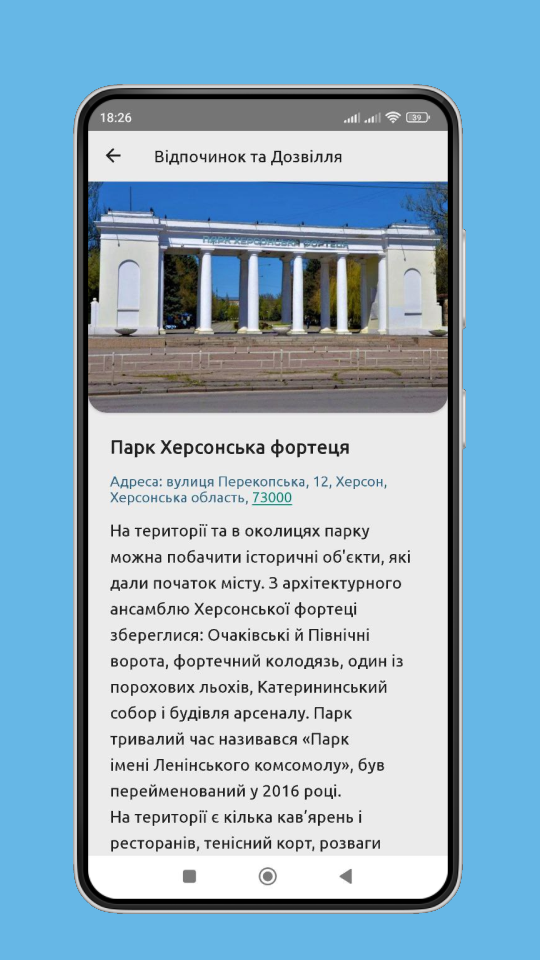 18:26
39
Відпочинок та Дозвілля
ПАРК ХЕРСОНСЬКА ФОРТЕЦЯ
Парк Херсонська фортеця
Адреса: вулиця Перекопська, 12, Херсон,
Херсонська область, 73000
На території та в околицях парку
можна побачити історичні об'єкти, які
дали початок місту. З архітектурного
ансамблю Херсонської фортеці
збереглися: Очаківські й Північні
ворота, фортечний колодязь, один із
порохових льохів, Катерининський
собор і будівля арсеналу. Парк
тривалий час називався «Парк
імені Ленінського комсомолу», був
перейменований у 2016 році.
На території є кілька кав’ярень і
ресторанів, тенісний корт, розваги